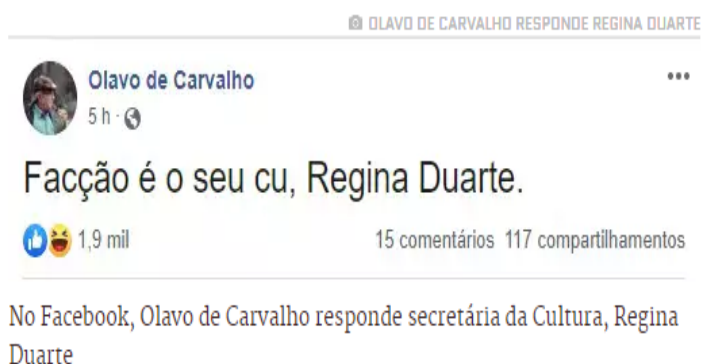 OLAVO DE CARVALHO RESPONDE REGINA DUARTE
Olavo de Carvalho
5 h ·
Facção é o seu cu, Regina Duarte.
1,9 mil 15 comentários 117 compartilhamentos
No Facebook, Olavo de Carvalho responde secretária da Cultura, Regina
Duarte